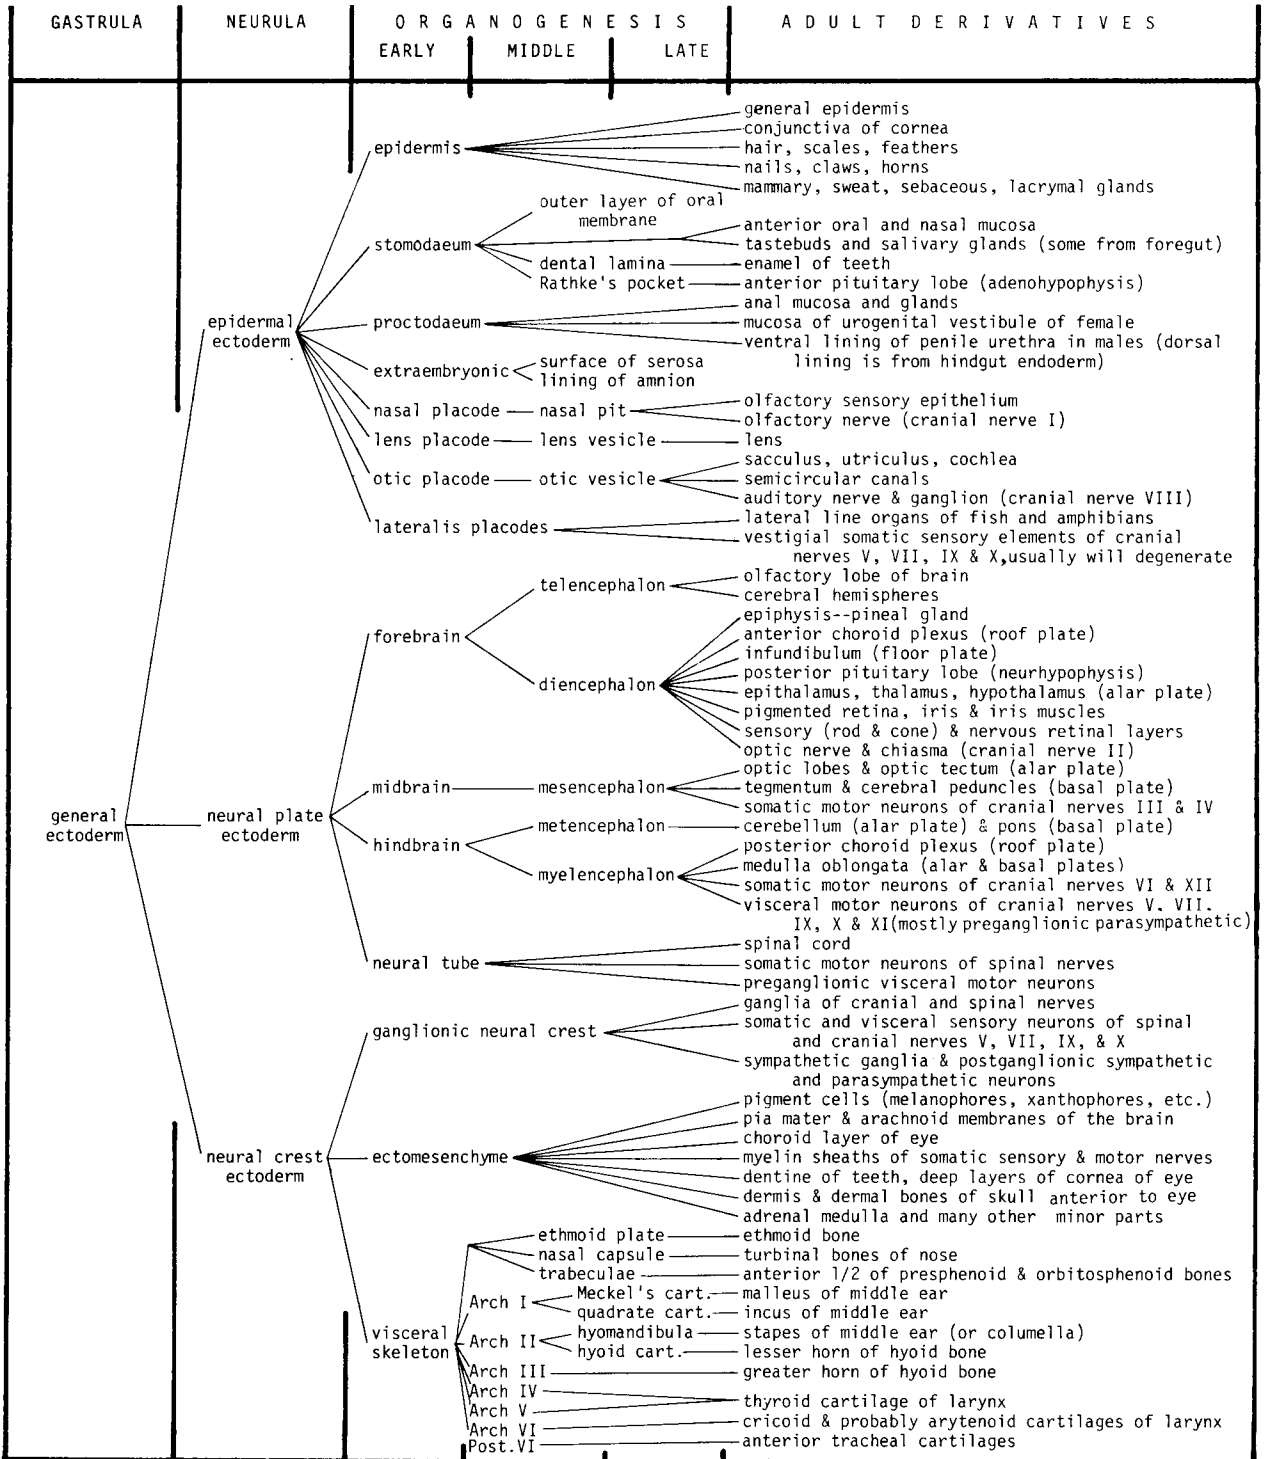 GASTRULA NEURULA ORGANOGENESIS ADULT DERIVATIVES
EARLY MIDDLE LATE
general epidermis
conjunctiva of cornea
epidermis hair, scales, feathers
nails, claws, horns
mammary, sweat, sebaceous, lacrymal glands
outer layer of oral
membrane
anterior oral and nasal mucosa
stomodaeum tastebuds and salivary glands (some from foregut)
dental lamina enamel of teeth
Rathke's pocket anterior pituitary lobe (adenohypophysis)
anal mucosa and glands
epidermal
ectoderm
proctodaeum mucosa of urogenital vestibule of female
ventral lining of penile urethra in males (dorsal
lining is from hindgut endoderm)
extraembryonic surface of serosa
lining of amnion
olfactory sensory epithelium
nasal placode nasal pit
olfactory nerve (cranial nerve I)
lens placode lens vesicle lens
sacculus, utriculus, cochlea
otic placode otic vesicle semicircular canals
auditory nerve & ganglion (cranial nerve VIII)
lateralis placodes lateral line organs of fish and amphibians
vestigial somatic sensory elements of cranial
nerves V, VII, IX & X,usually will degenerate
olfactory lobe of brain
telencephalon
cerebral hemispheres
epiphysis--pineal gland
forebrain anterior choroid plexus (roof plate)
infundibulum (floor plate)
posterior pituitary lobe (neurhypophysis)
diencephalon epithalamus, thalamus, hypothalamus (alar plate)
pigmented retina, iris & iris muscles
sensory (rod & cone) & nervous retinal layers
optic nerve & chiasma (cranial nerve II)
optic lobes & optic tectum (alar plate)
midbrain mesencephalon tegmentum & cerebral peduncles (basal plate)
somatic motor neurons of cranial nerves III & IV
general
ectoderm
neural plate
ectoderm
metencephalon cerebellum (alar plate) & pons (basal plate)
hindbrain posterior choroid plexus (roof plate)
medulla oblongata (alar & basal plates)
myelencephalon somatic motor neurons of cranial nerves VI & XII
visceral motor neurons of cranial nerves V. VII.
IX, X & XI(mostly preganglionic parasympathetic)
spinal cord
neural tube somatic motor neurons of spinal nerves
preganglionic visceral motor neurons
ganglia of cranial and spinal nerves
ganglionic neural crest somatic and visceral sensory neurons of spinal
and cranial nerves V, VII, IX, & X
sympathetic ganglia & postganglionic sympathetic
and parasympathetic neurons
pigment cells (melanophores, xanthophores, etc.)
pia mater & arachnoid membranes of the brain
choroid layer of eye
neural crest
ectoderm
ectomesenchyme myelin sheaths of somatic sensory & motor nerves
dentine of teeth, deep layers of cornea of eye
dermis & dermal bones of skull anterior to eye
adrenal medulla and many other minor parts
ethmoid plate ethmoid bone
nasal capsule turbinal bones of nose
trabeculae anterior 1/2 of presphenoid & orbitosphenoid bones
Arch I Meckel's cart. malleus of middle ear
quadrate cart. incus of middle ear
visceral
skeleton
Arch II hyomandibula stapes of middle ear (or columella)
hyoid cart. lesser horn of hyoid bone
Arch III greater horn of hyoid bone
Arch IV
thyroid cartilage of larynx
Arch V
Arch VI cricoid & probably arytenoid cartilages of larynx
Post.VI anterior tracheal cartilages